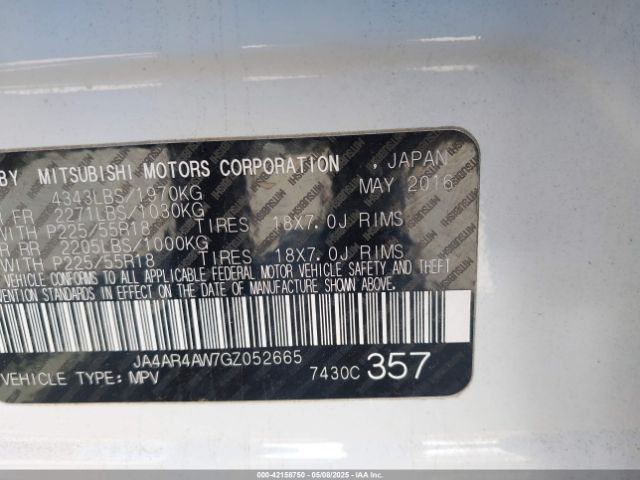 BY MITSUBISHI MOTORS CORPORATION , JAPAN
4343LBS/1970KG MAY 2016
FR 2271LBS/1030KG
WITH P225/55R18 TIRES 18X7.0J RIMS
RR 2205LBS/1000KG
WITH P225/55R18 TIRES 18X7.0J RIMS
VEHICLE CONFORMS TO ALL APPLICABLE FEDERAL MOTOR VEHICLE SAFETY AND THEFT
VENTION STANDARDS IN EFFECT ON THE DATE OF MANUFACTURE SHOWN ABOVE.
JA4AR4AW7GZ052665
VEHICLE TYPE: MPV 7430C 357
000-42158750 - 05/08/2025 - IAA Inc.